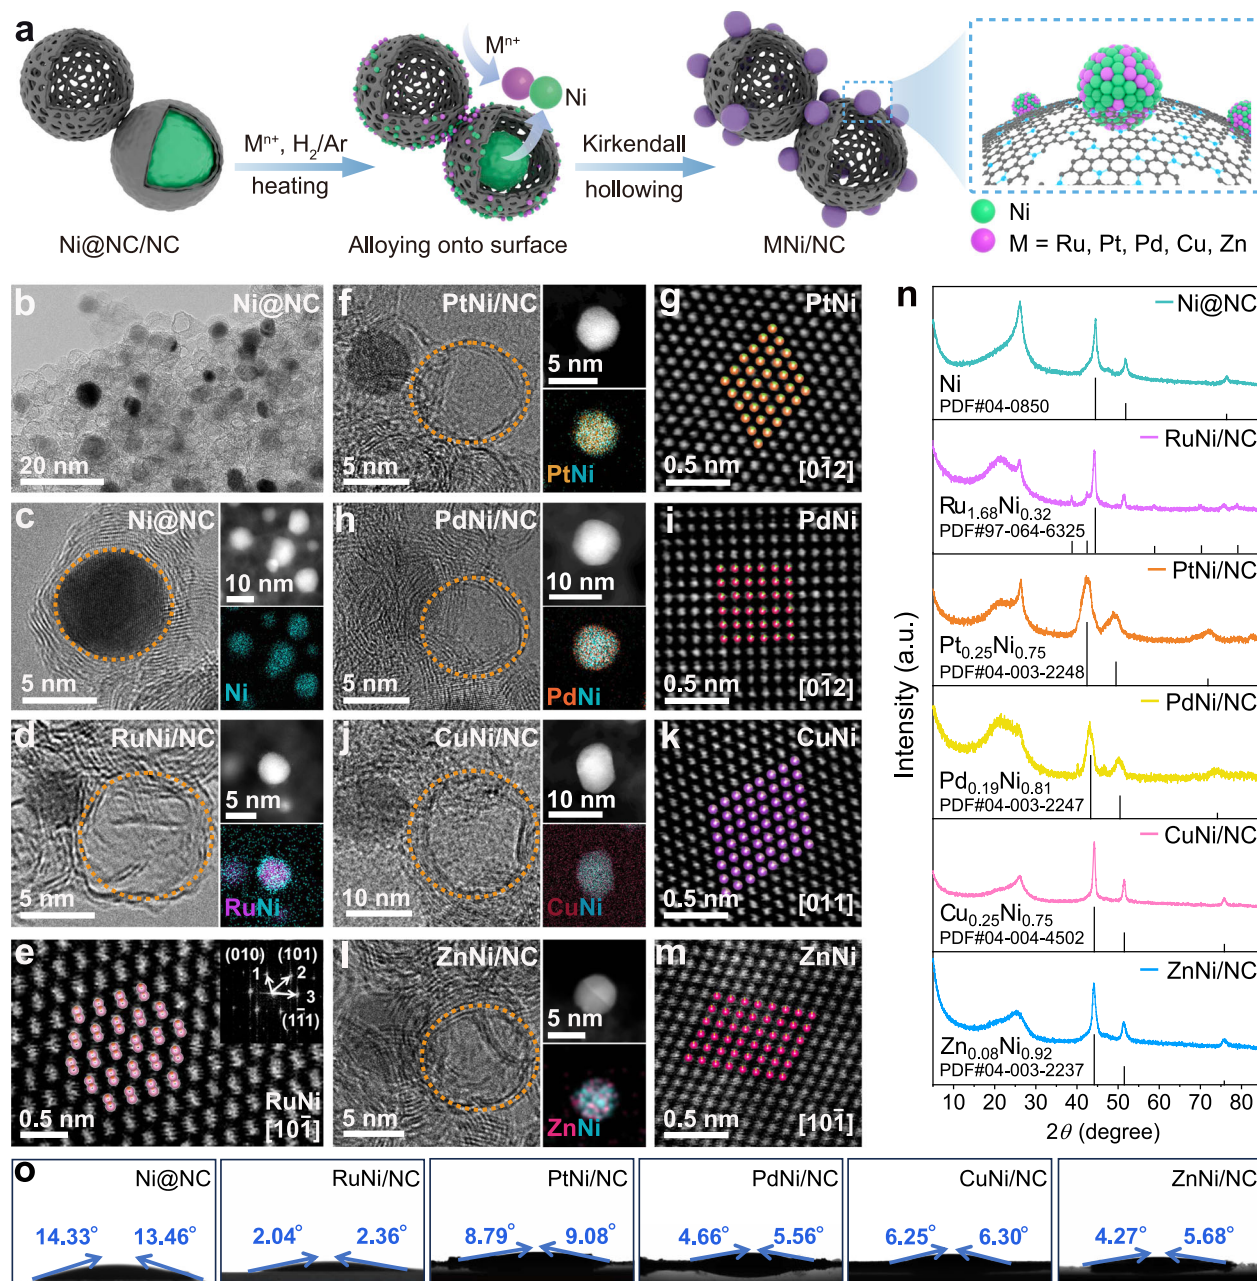 a
Mⁿ⁺
Ni
Mⁿ⁺, H₂/Ar
heating
Kirkendall
hollowing
Ni@NC/NC
Alloying onto surface
MNi/NC
Ni
M = Ru, Pt, Pd, Cu, Zn
b
Ni@NC
20 nm
f
PtNi/NC
5 nm
5 nm
PtNi
g
PtNi
0.5 nm
[01̄2]
c
Ni@NC
5 nm
10 nm
Ni
h
PdNi/NC
5 nm
10 nm
PdNi
i
PdNi
0.5 nm
[01̄2]
d
RuNi/NC
5 nm
5 nm
RuNi
j
CuNi/NC
10 nm
10 nm
CuNi
k
CuNi
0.5 nm
[011]
e
(010)
(101)
1
2
3
(11̄1)
0.5 nm
RuNi
[101̄]
l
ZnNi/NC
5 nm
5 nm
ZnNi
m
ZnNi
0.5 nm
[101̄]
n
Ni@NC
Ni
PDF#04-0850
RuNi/NC
Ru₁.₆₈Ni₀.₃₂
PDF#97-064-6325
PtNi/NC
Pt₀.₂₅Ni₀.₇₅
PDF#04-003-2248
PdNi/NC
Pd₀.₁₉Ni₀.₈₁
PDF#04-003-2247
CuNi/NC
Cu₀.₂₅Ni₀.₇₅
PDF#04-004-4502
ZnNi/NC
Zn₀.₀₈Ni₀.₉₂
PDF#04-003-2237
Intensity (a.u.)
10 20 30 40 50 60 70 80
2θ (degree)
o
Ni@NC
14.33° 13.46°
RuNi/NC
2.04° 2.36°
PtNi/NC
8.79° 9.08°
PdNi/NC
4.66° 5.56°
CuNi/NC
6.25° 6.30°
ZnNi/NC
4.27° 5.68°